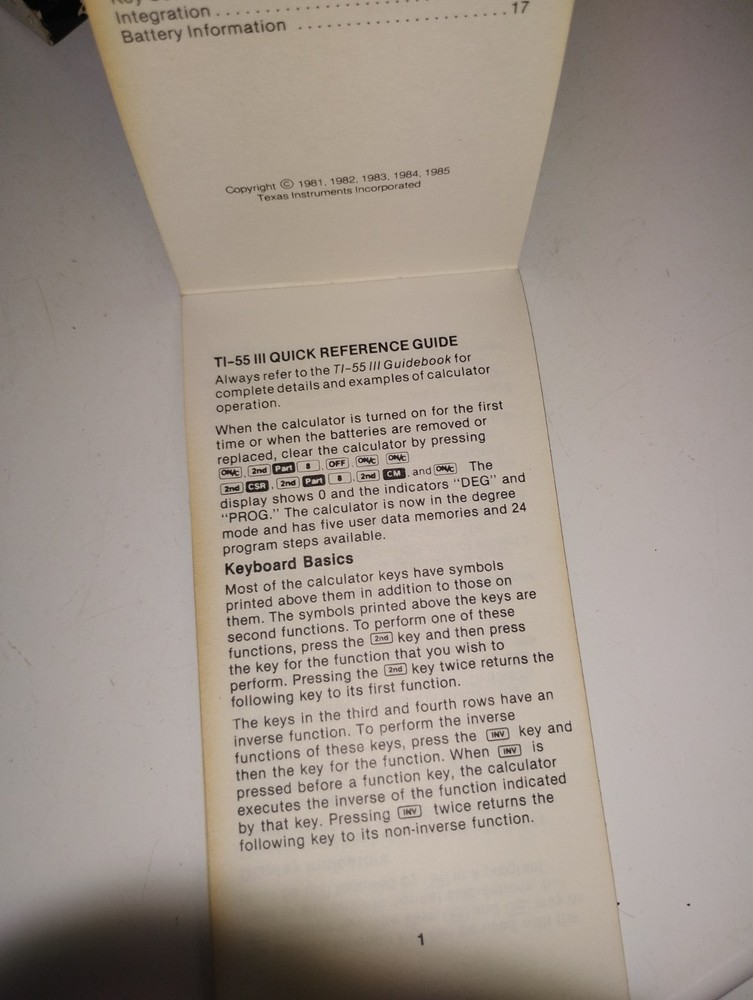 Integration . . . . . . . . . . . . . . . . . . . .
Battery Information . . . . . . . . . . . . . . . . 17
Copyright © 1981, 1982, 1983, 1984, 1985
Texas Instruments Incorporated
TI-55 III QUICK REFERENCE GUIDE
Always refer to the TI-55 III Guidebook for
complete details and examples of calculator
operation.
When the calculator is turned on for the first
time or when the batteries are removed or
replaced, clear the calculator by pressing
ON/C, 2nd Part 8, OFF, ON/C ON/C
2nd CSR, 2nd Part 8, 2nd CM, and ON/C The
display shows 0 and the indicators "DEG" and
"PROG." The calculator is now in the degree
mode and has five user data memories and 24
program steps available.
Keyboard Basics
Most of the calculator keys have symbols
printed above them in addition to those on
them. The symbols printed above the keys are
second functions. To perform one of these
functions, press the 2nd key and then press
the key for the function that you wish to
perform. Pressing the 2nd key twice returns the
following key to its first function.
The keys in the third and fourth rows have an
inverse function. To perform the inverse
functions of these keys, press the INV key and
then the key for the function. When INV is
pressed before a function key, the calculator
executes the inverse of the function indicated
by that key. Pressing INV twice returns the
following key to its non-inverse function.
1